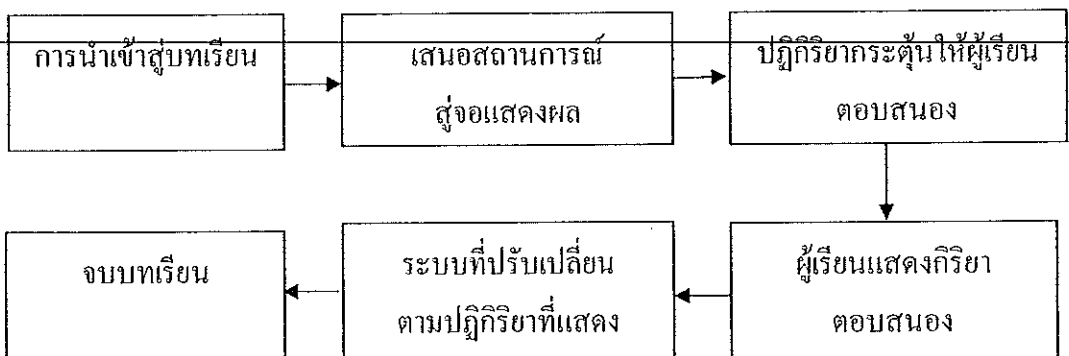 การนำเข้าสู่บทเรียน
เสนอสถานการณ์
สู่จอแสดงผล
ปฏิกิริยากระตุ้นให้ผู้เรียน
ตอบสนอง
ผู้เรียนแสดงกิริยา
ตอบสนอง
ระบบที่ปรับเปลี่ยน
ตามปฏิกิริยาที่แสดง
จบบทเรียน